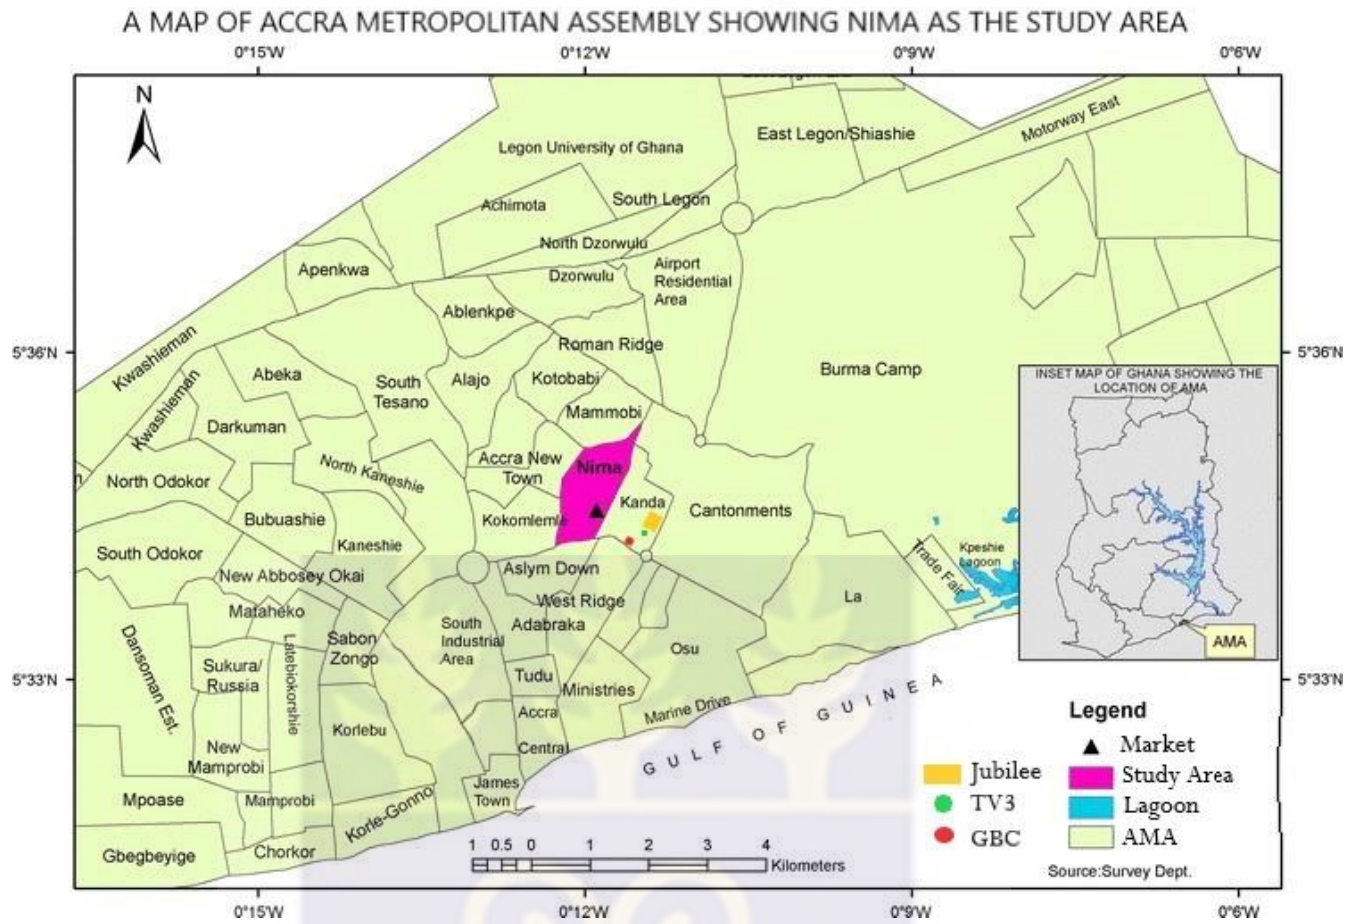 A MAP OF ACCRA METROPOLITAN ASSEMBLY SHOWING NIMA AS THE STUDY AREA
0°15'W
0°12'W
0°9'W
0°6'W
N
Motorway East
East Legon/Shiashie
Legon University of Ghana
South Legon
Achimota
North Dzorwulu
Apenkwa
Dzorwulu
Airport
Residential
Area
Ablenkpe
Kwashieman
Roman Ridge
5°36'N
5°36'N
Burma Camp
Abeka
South
Tesano
Alajo
Kotobabi
INSET MAP OF GHANA SHOWING THE
LOCATION OF AMA
Kwashieman
Mammobi
Darkuman
Accra New
Town
Nima
North Kaneshie
North Odokor
Kanda
Cantonments
Bubuashie
Kokomlemle
Kaneshie
South Odokor
Trade Fair
Kpeshie
Lagoon
New Abbosey Okai
Aslym Down
West Ridge
La
Mataheko
Adabraka
South
Industrial
Area
Sabon
Zongo
Dansoman Est.
Latebiokorshie
Osu
AMA
Sukura/
Russia
Tudu
Ministries
5°33'N
5°33'N
Marine Drive
GULF OF GUINEA
Accra
Central
Korlebu
New
Mamprobi
James
Town
Mpoase
Mamprobi
Korle-Gonno
Gbegbeyige
Chorkor
1 0.5 0 1 2 3 4
Kilometers
Legend
Market
Jubilee
Study Area
TV3
Lagoon
GBC
AMA
Source:Survey Dept.
0°15'W
0°12'W
0°9'W
0°6'W